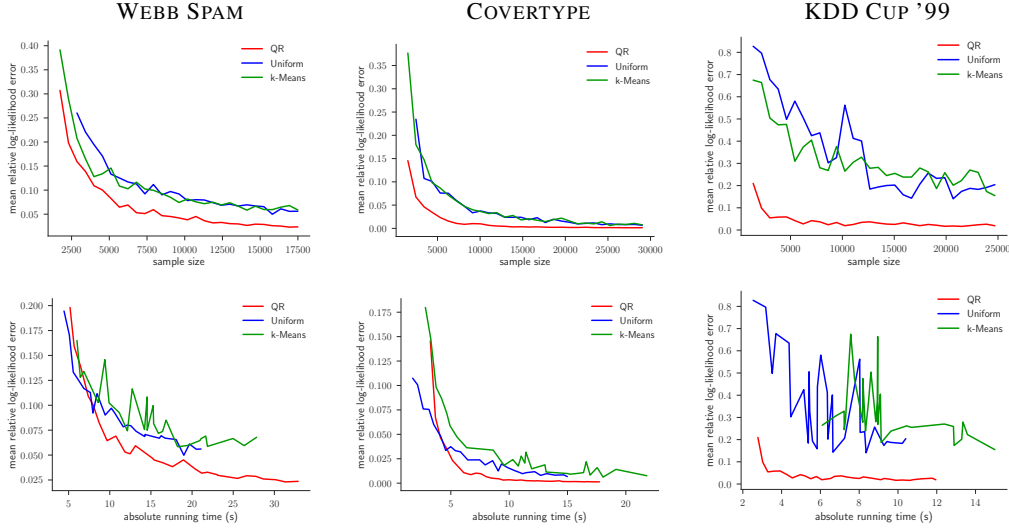 WEBB SPAM
COVERTYPE
KDD CUP '99
mean relative log-likelihood error
0.40
0.35
0.30
0.25
0.20
0.15
0.10
0.05
QR
Uniform
k-Means
2500 5000 7500 10000 12500 15000 17500
sample size
mean relative log-likelihood error
0.35
0.30
0.25
0.20
0.15
0.10
0.05
0.00
QR
Uniform
k-Means
5000 10000 15000 20000 25000 30000
sample size
mean relative log-likelihood error
0.8
0.7
0.6
0.5
0.4
0.3
0.2
0.1
0.0
QR
Uniform
k-Means
5000 10000 15000 20000 25000
sample size
mean relative log-likelihood error
0.200
0.175
0.150
0.125
0.100
0.075
0.050
0.025
QR
Uniform
k-Means
5 10 15 20 25 30
absolute running time (s)
mean relative log-likelihood error
0.175
0.150
0.125
0.100
0.075
0.050
0.025
0.000
QR
Uniform
k-Means
5 10 15 20
absolute running time (s)
mean relative log-likelihood error
0.8
0.7
0.6
0.5
0.4
0.3
0.2
0.1
0.0
QR
Uniform
k-Means
2 4 6 8 10 12 14
absolute running time (s)